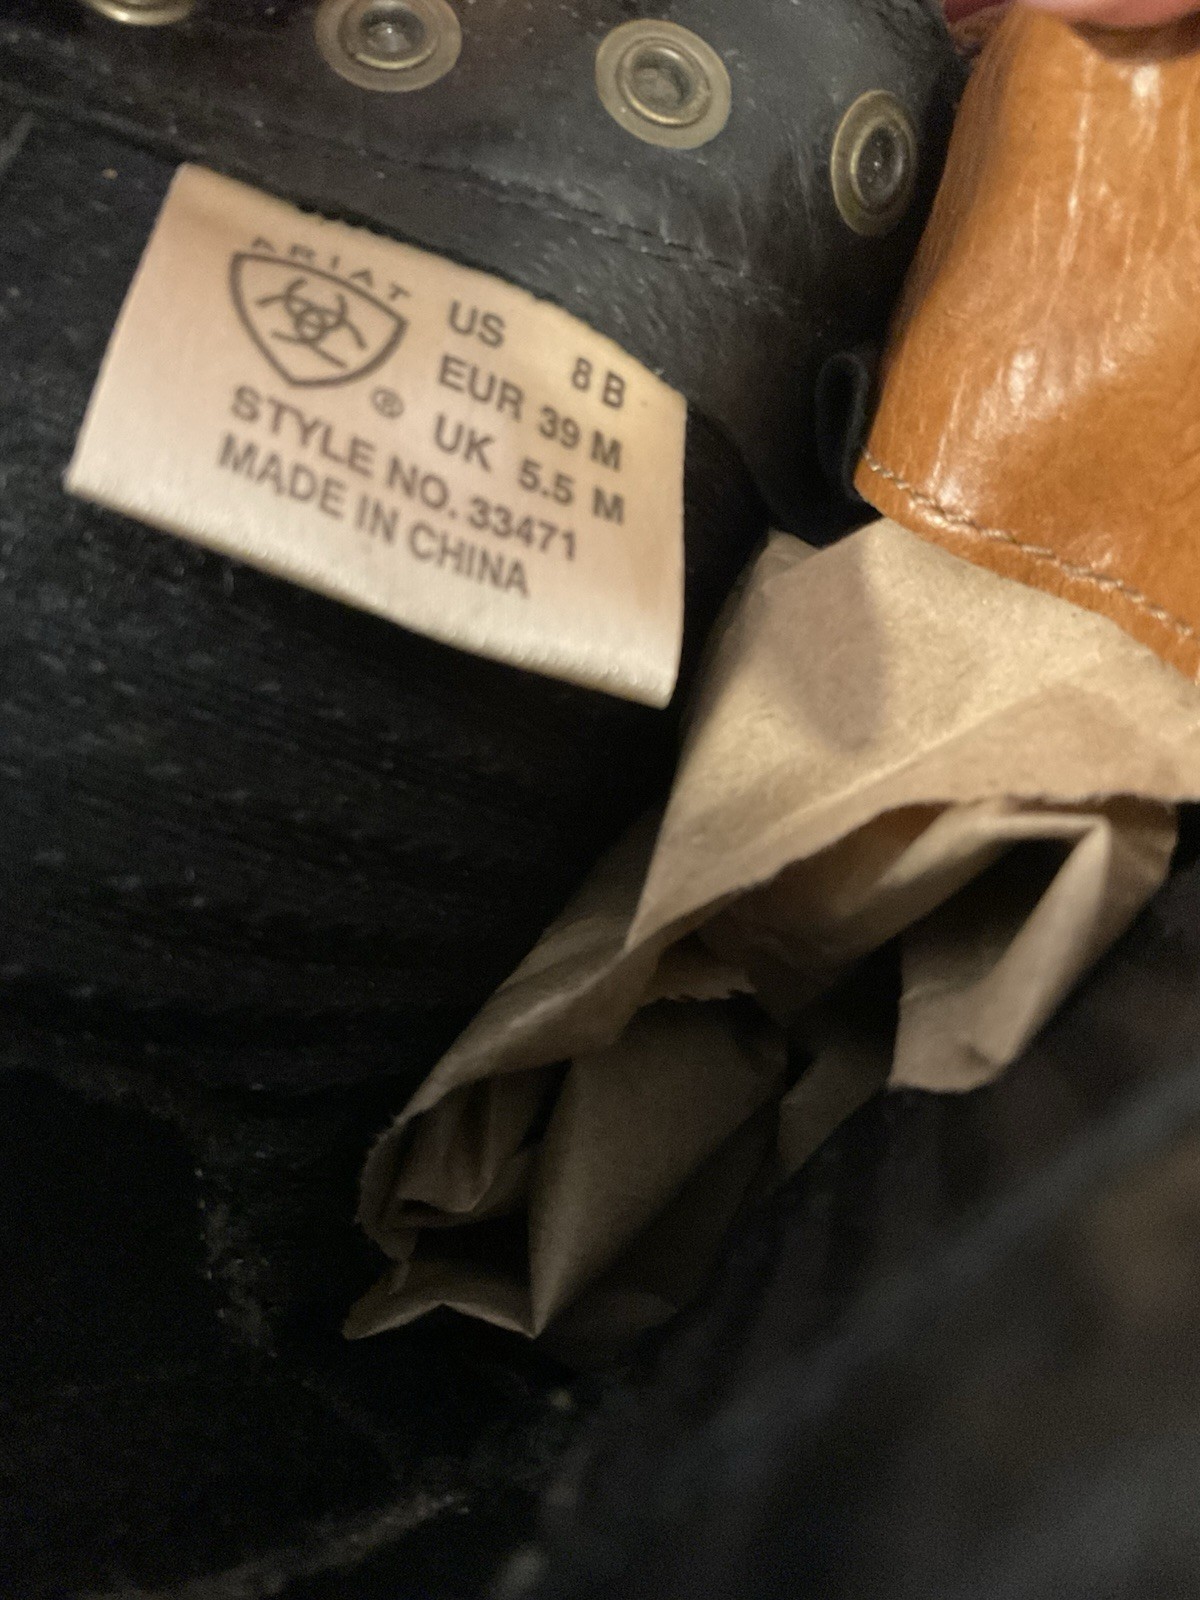 ARIAT
US 8 B
EUR 39 M
® UK 5.5 M
STYLE NO. 33471
MADE IN CHINA